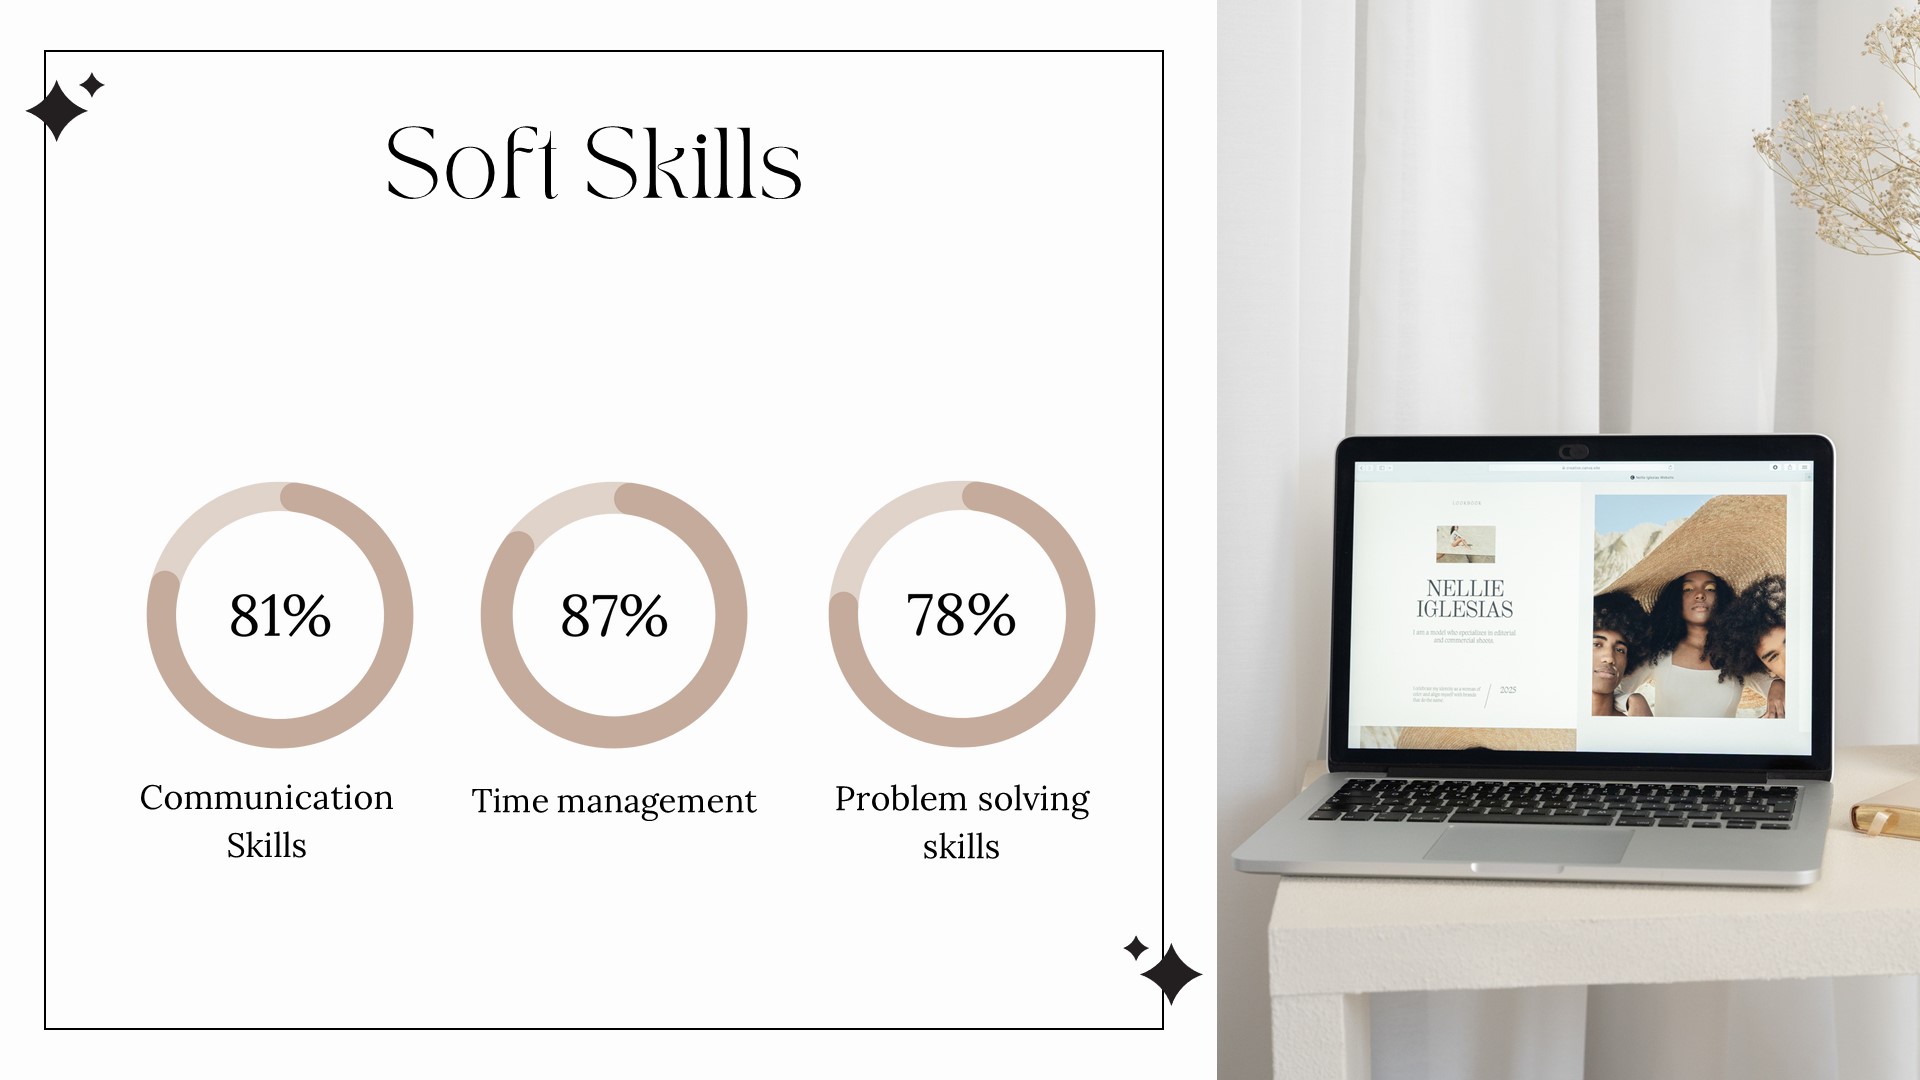 Soft Skills
81%
87%
78%
Communication
Skills
Time management
Problem solving
skills
LOOKBOOK
NELLIE
IGLESIAS
I am a model who specializes in editorial
and commercial shoots.
2025